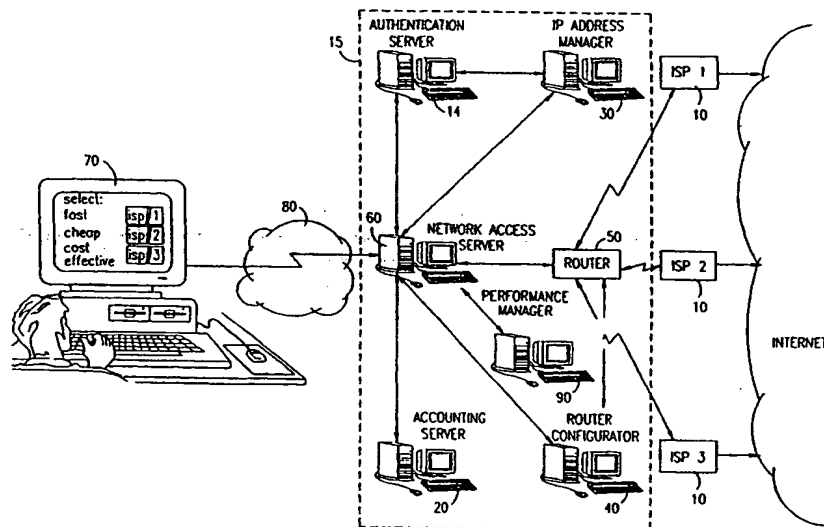 AUTHENTICATION
SERVER
IP ADDRESS
MANAGER
15
14
30
ISP 1
10
70
select:
fast
cheap
cost
effective
isp 1
isp 2
isp 3
80
60
NETWORK ACCESS
SERVER
50
ROUTER
ISP 2
10
PERFORMANCE
MANAGER
90
INTERNET
ACCOUNTING
SERVER
20
ROUTER
CONFIGURATOR
40
ISP 3
10